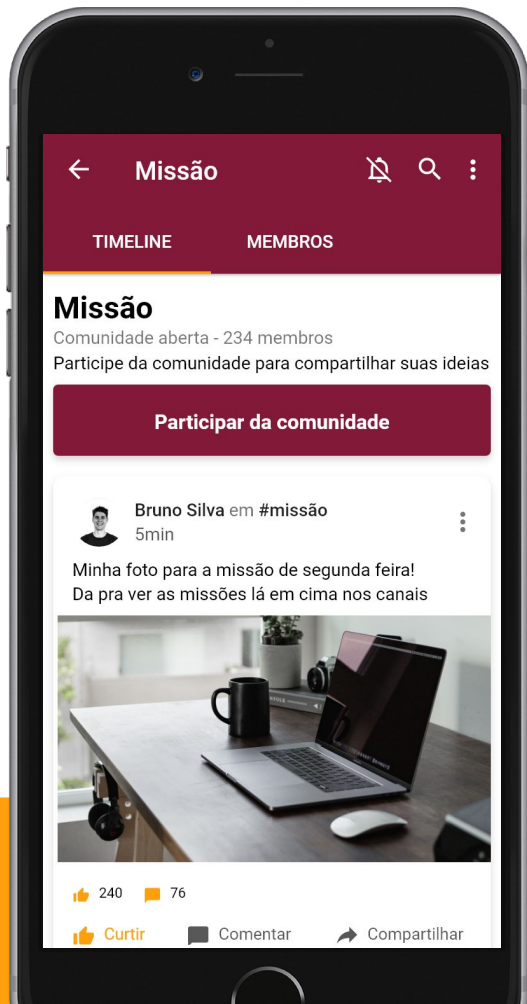 Missão
TIMELINE MEMBROS
Missão
Comunidade aberta - 234 membros
Participe da comunidade para compartilhar suas ideias
Participar da comunidade
Bruno Silva em #missão
5min
Minha foto para a missão de segunda feira!
Da pra ver as missões lá em cima nos canais
240 76
Curtir Comentar Compartilhar